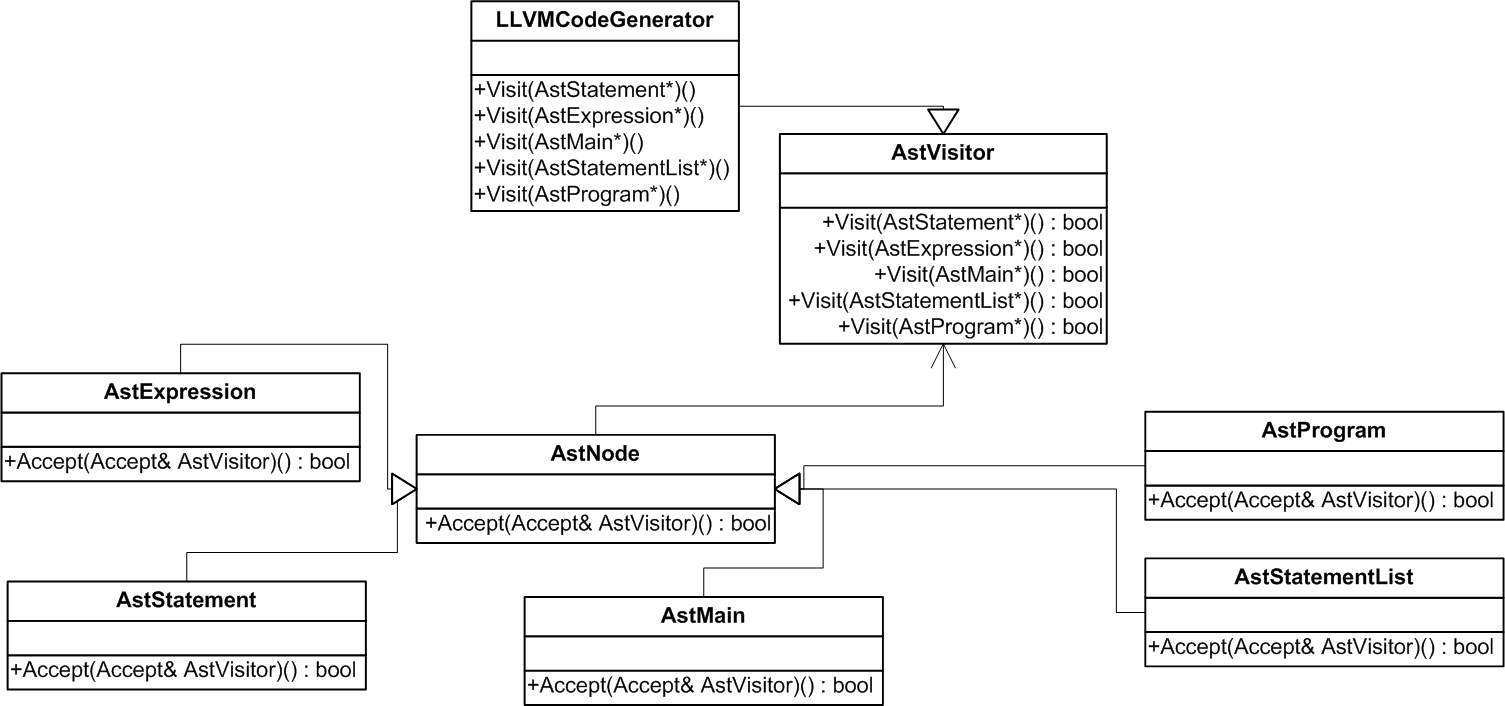 LLVMCodeGenerator
+Visit(AstStatement*)()
+Visit(AstExpression*)()
+Visit(AstMain*)()
+Visit(AstStatementList*)()
+Visit(AstProgram*)()
AstVisitor
+Visit(AstStatement*)() : bool
+Visit(AstExpression*)() : bool
+Visit(AstMain*)() : bool
+Visit(AstStatementList*)() : bool
+Visit(AstProgram*)() : bool
AstExpression
+Accept(Accept& AstVisitor)() : bool
AstNode
+Accept(Accept& AstVisitor)() : bool
AstProgram
+Accept(Accept& AstVisitor)() : bool
AstStatement
+Accept(Accept& AstVisitor)() : bool
AstMain
+Accept(Accept& AstVisitor)() : bool
AstStatementList
+Accept(Accept& AstVisitor)() : bool